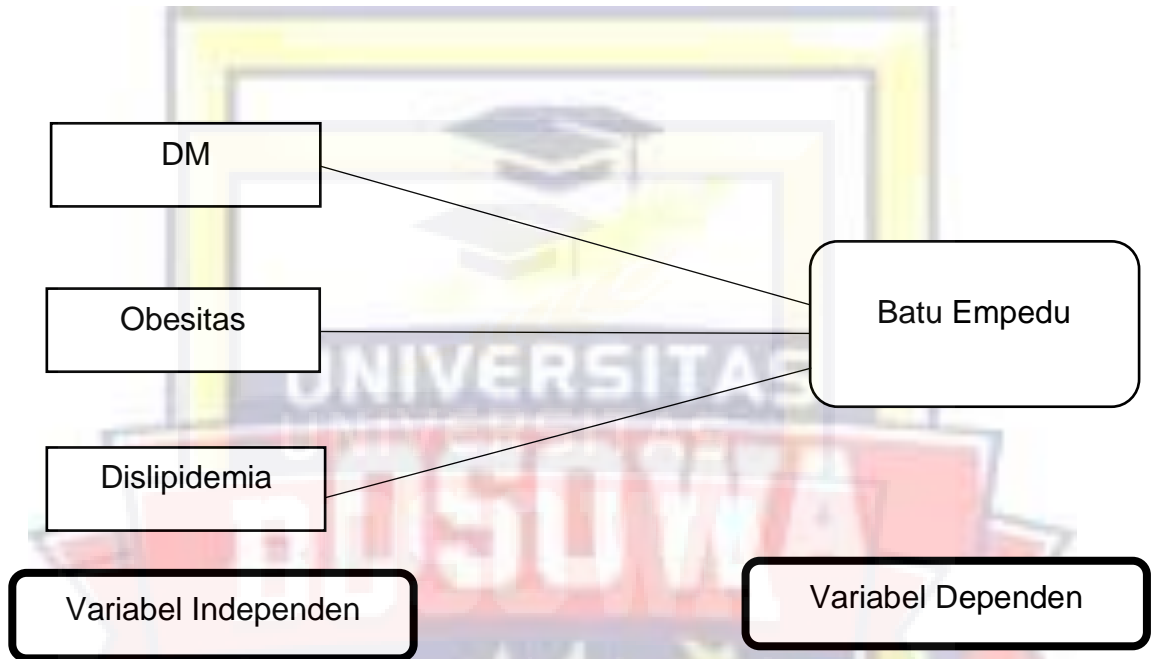 DM
Obesitas
Batu Empedu
UNIVERSITAS
BOSOWA
Dislipidemia
Variabel Independen
Variabel Dependen